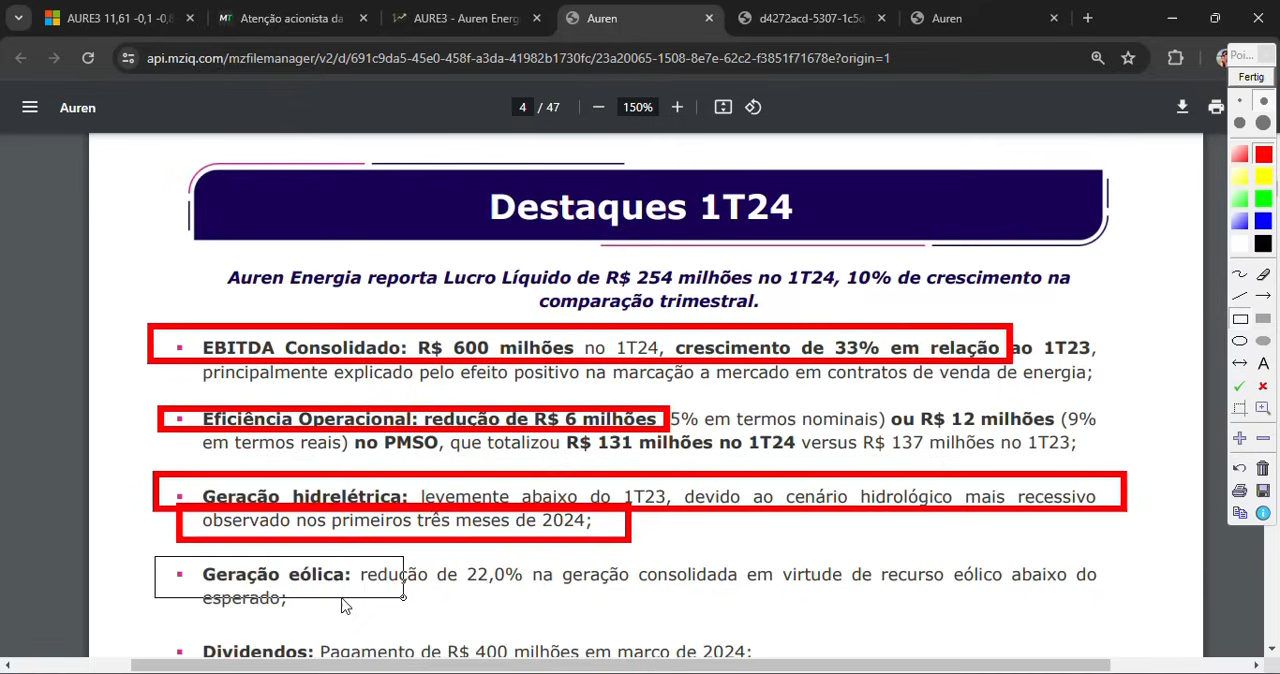 AURE3 11,61 -0,1 -0,8
Atenção acionista da
AURE3 - Auren Energ
Auren
d4272acd-5307-1c5d
Auren
api.mziq.com/mzfilemanager/v2/d/691c9da5-45e0-458f-a3da-41982b1730fc/23a20065-1508-8e7e-62c2-f3851f71678e?origin=1
Poi...
Fertig
Auren
4 / 47
150%
Destaques 1T24
Auren Energia reporta Lucro Líquido de R$ 254 milhões no 1T24, 10% de crescimento na
comparação trimestral.
EBITDA Consolidado: R$ 600 milhões no 1T24, crescimento de 33% em relação ao 1T23,
principalmente explicado pelo efeito positivo na marcação a mercado em contratos de venda de energia;
Eficiência Operacional: redução de R$ 6 milhões 5% em termos nominais) ou R$ 12 milhões (9%
em termos reais) no PMSO, que totalizou R$ 131 milhões no 1T24 versus R$ 137 milhões no 1T23;
Geração hidrelétrica: levemente abaixo do 1T23, devido ao cenário hidrológico mais recessivo
observado nos primeiros três meses de 2024;
Geração eólica: redução de 22,0% na geração consolidada em virtude de recurso eólico abaixo do
esperado;
Dividendos: Pagamento de R$ 400 milhões em março de 2024;